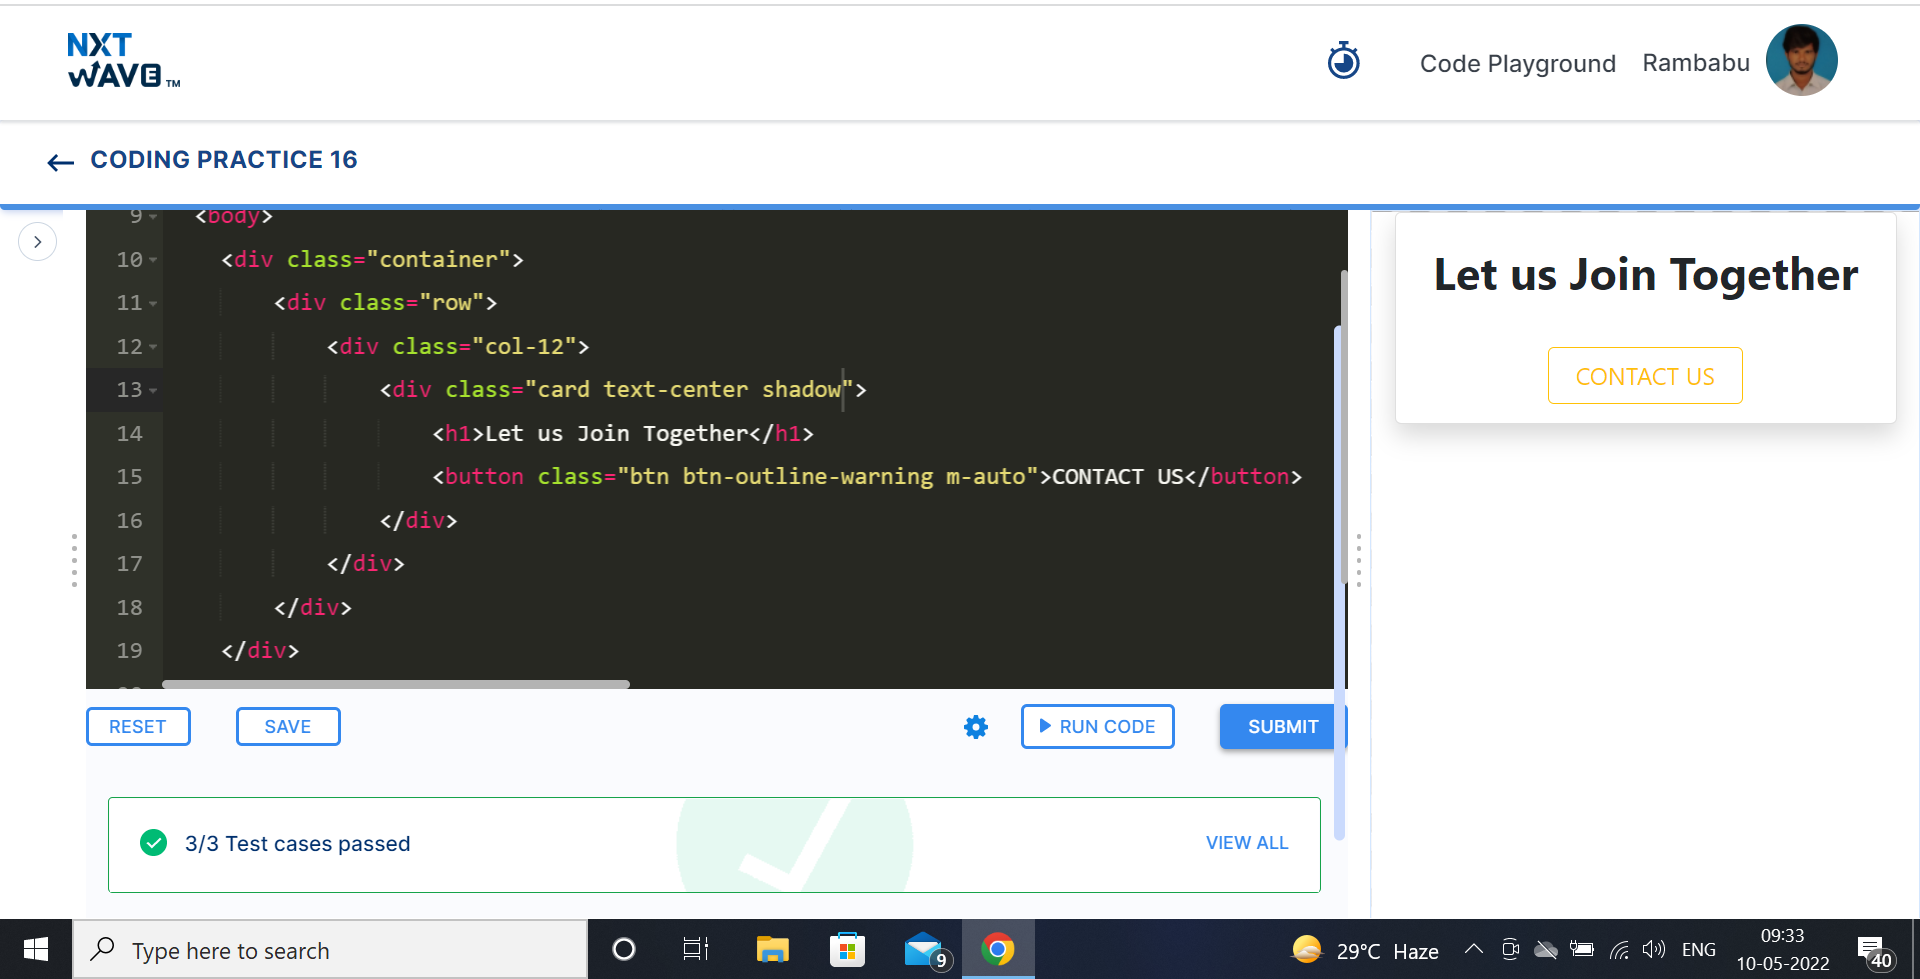 NXT
WAVE TM
Code Playground
Rambabu
CODING PRACTICE 16
9 <body>
10 <div class="container">
11 <div class="row">
12 <div class="col-12">
13 <div class="card text-center shadow">
14 <h1>Let us Join Together</h1>
15 <button class="btn btn-outline-warning m-auto">CONTACT US</button>
16 </div>
17 </div>
18 </div>
19 </div>
Let us Join Together
CONTACT US
RESET
SAVE
RUN CODE
SUBMIT
3/3 Test cases passed
VIEW ALL
Type here to search
9
29°C Haze
ENG
09:33
10-05-2022
40